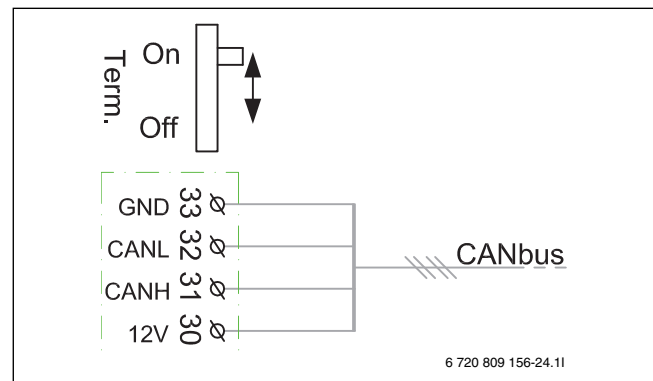 On
Term.
Off
GND 33
CANL 32
CANH 31
12V 30
CANbus
6 720 809 156-24.1I